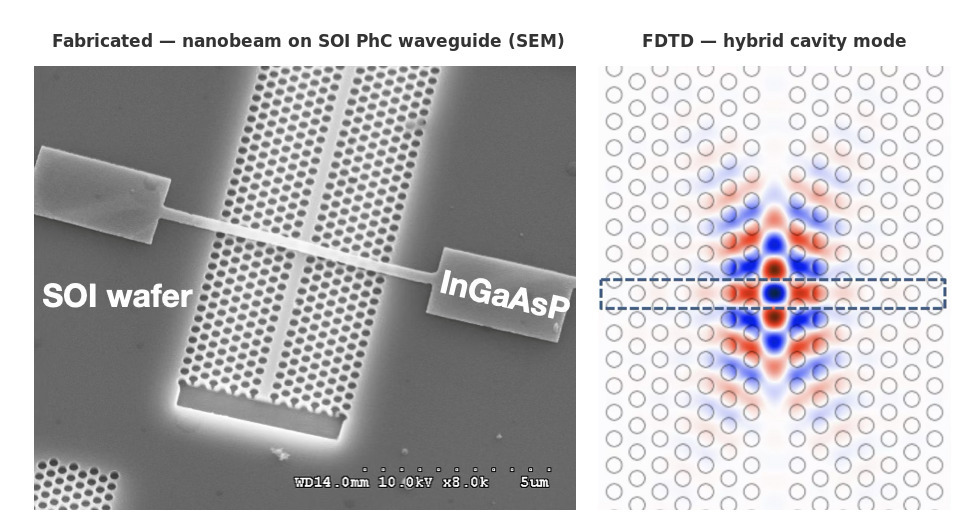 Fabricated — nanobeam on SOI PhC waveguide (SEM)
FDTD — hybrid cavity mode
SOI wafer
InGaAsP
WD14.0mm 10.0kV x8.0k 5um